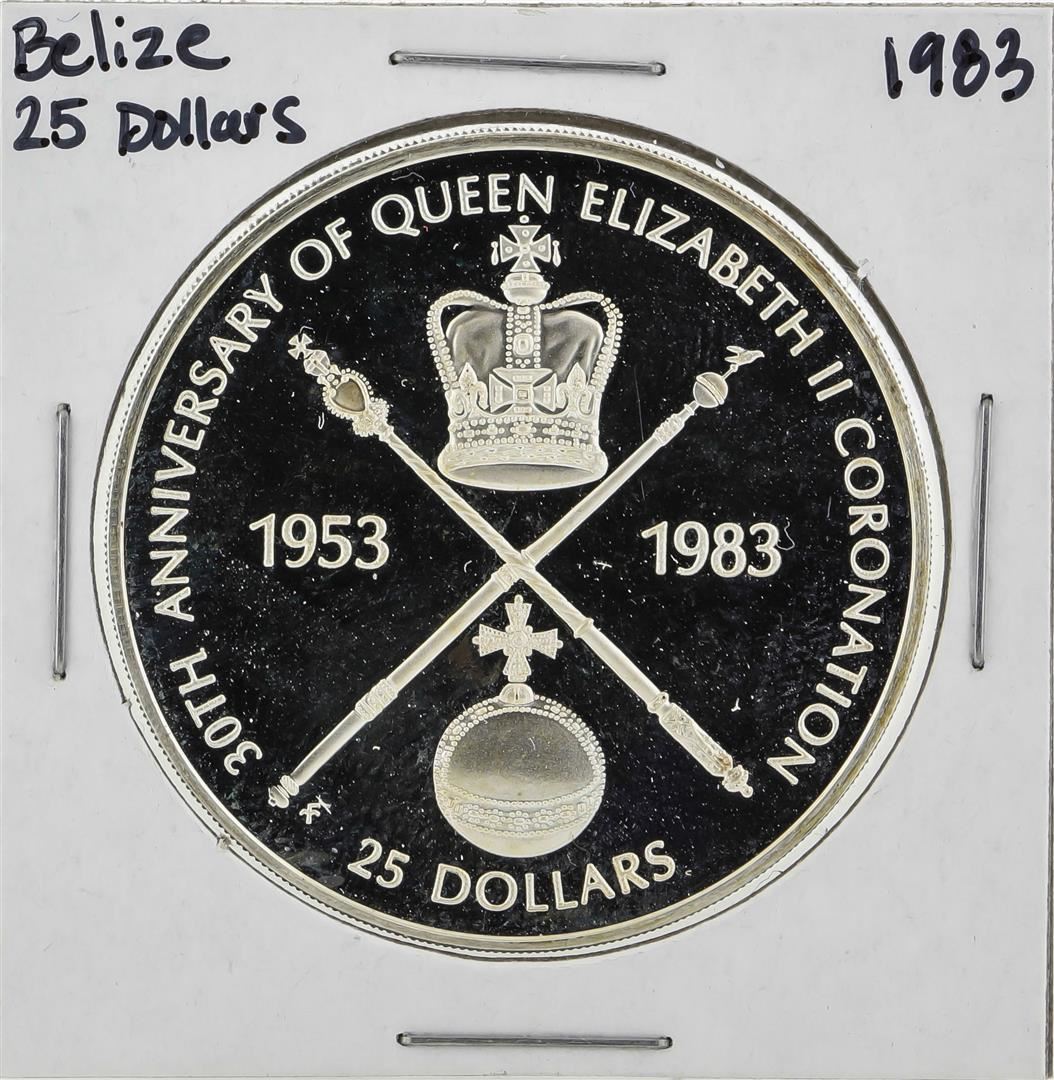 Belize
25 Dollars
1983
30TH ANNIVERSARY OF QUEEN ELIZABETH II CORONATION
1953
1983
25 DOLLARS